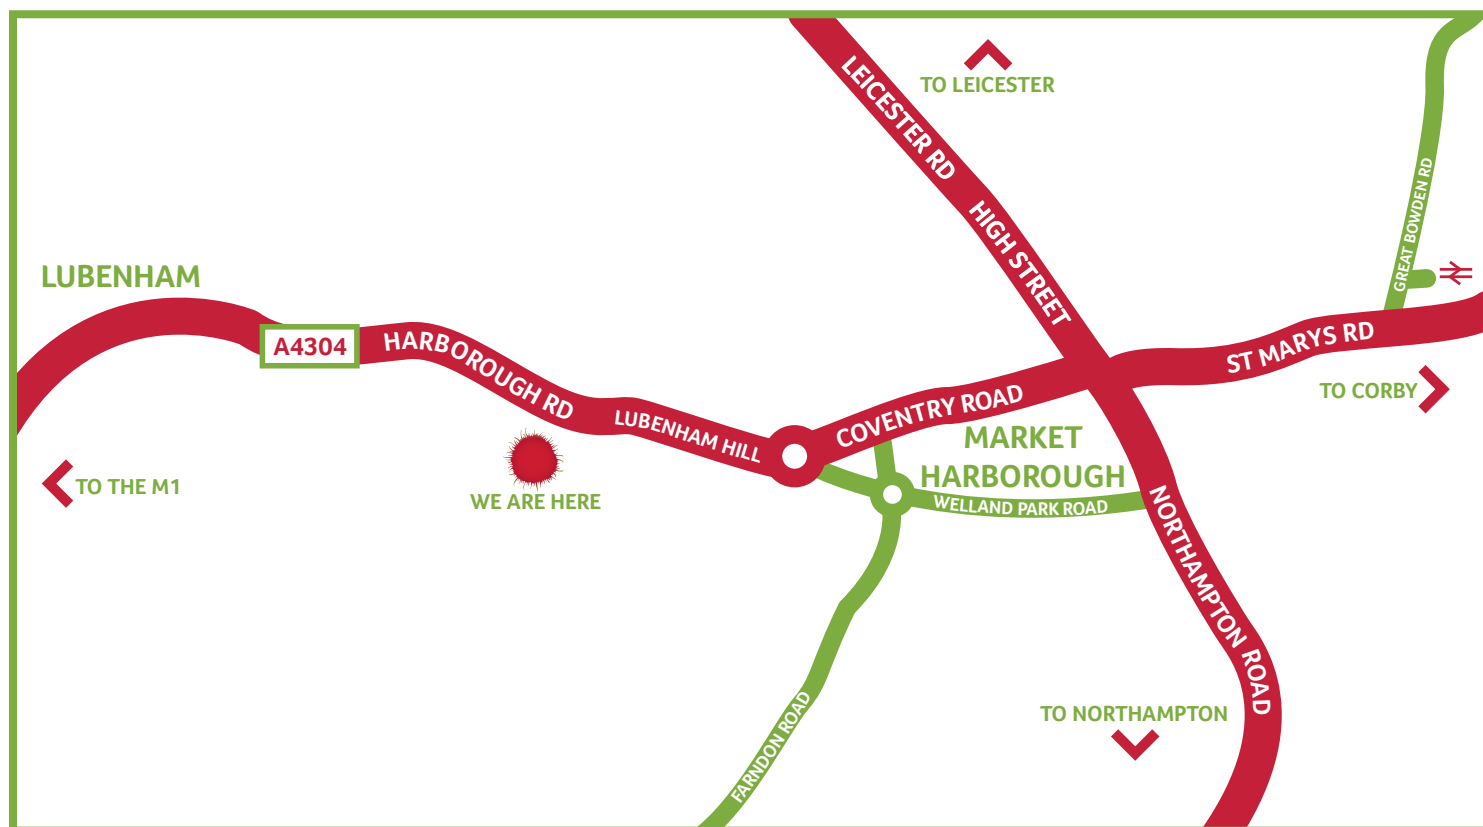 TO LEICESTER
LEICESTER RD
HIGH STREET
GREAT BOWDEN RD
LUBENHAM
A4304
HARBOROUGH RD
LUBENHAM HILL
COVENTRY ROAD
ST MARYS RD
TO CORBY
MARKET
HARBOROUGH
WELLAND PARK ROAD
TO THE M1
WE ARE HERE
NORTHAMPTON ROAD
FARNDON ROAD
TO NORTHAMPTON